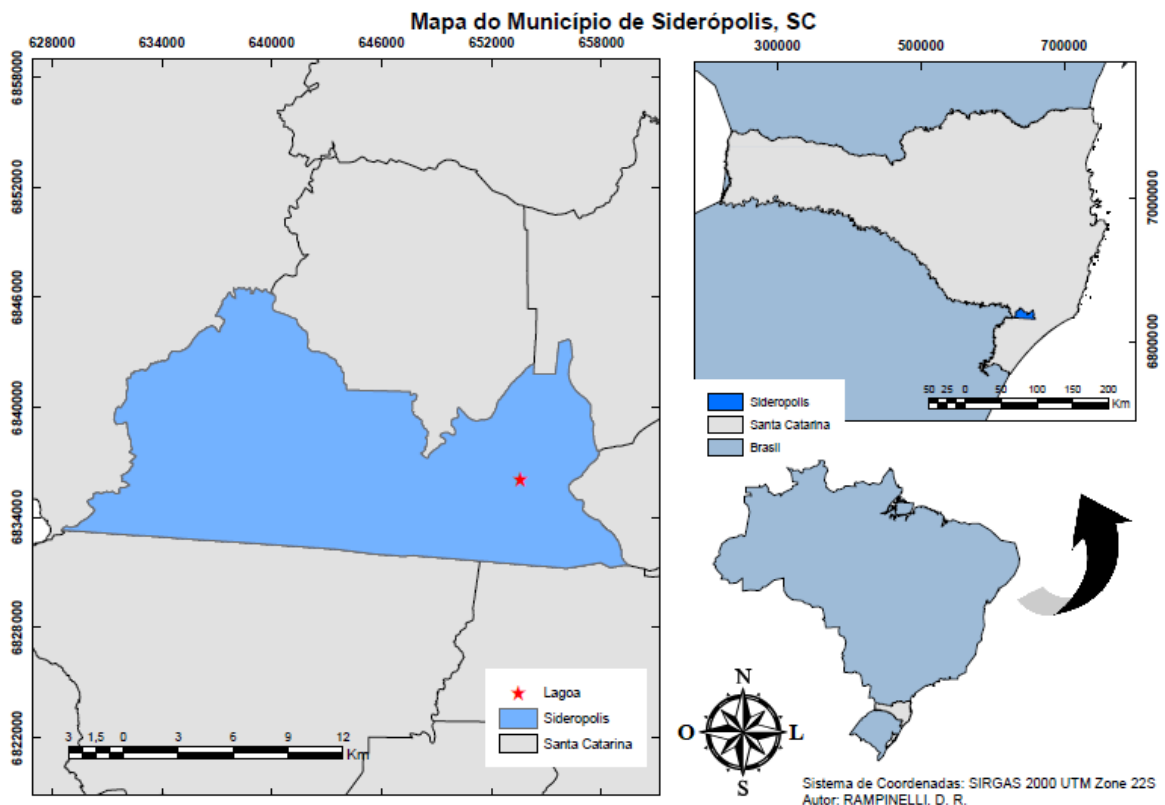 Mapa do Município de Siderópolis, SC
628000 634000 640000 646000 652000 658000
6858000
6852000
6846000
6840000
6834000
6828000
6822000
Lagoa
Sideropolis
Santa Catarina
3 1,5 0 3 6 9 12
Km
300000 500000 700000
7000000
6800000
Sideropolis
Santa Catarina
Brasil
50 25 0 50 100 150 200
Km
N
O L
S
Sistema de Coordenadas: SIRGAS 2000 UTM Zone 22S
Autor: RAMPINELLI, D. R.